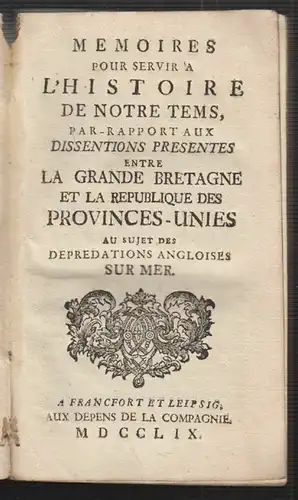 MEMOIRES
POUR SERVIR A
L'HISTOIRE
DE NOTRE TEMS,
PAR-RAPPORT AUX
DISSENTIONS PRESENTES
ENTRE
LA GRANDE BRETAGNE
ET LA REPUBLIQUE DES
PROVINCES-UNIES
AU SUJET DES
DEPREDATIONS ANGLOISES
SUR MER.
A FRANCFORT ET LEIPSIG;
AUX DEPENS DE LA COMPAGNIE.
MDCCLIX.